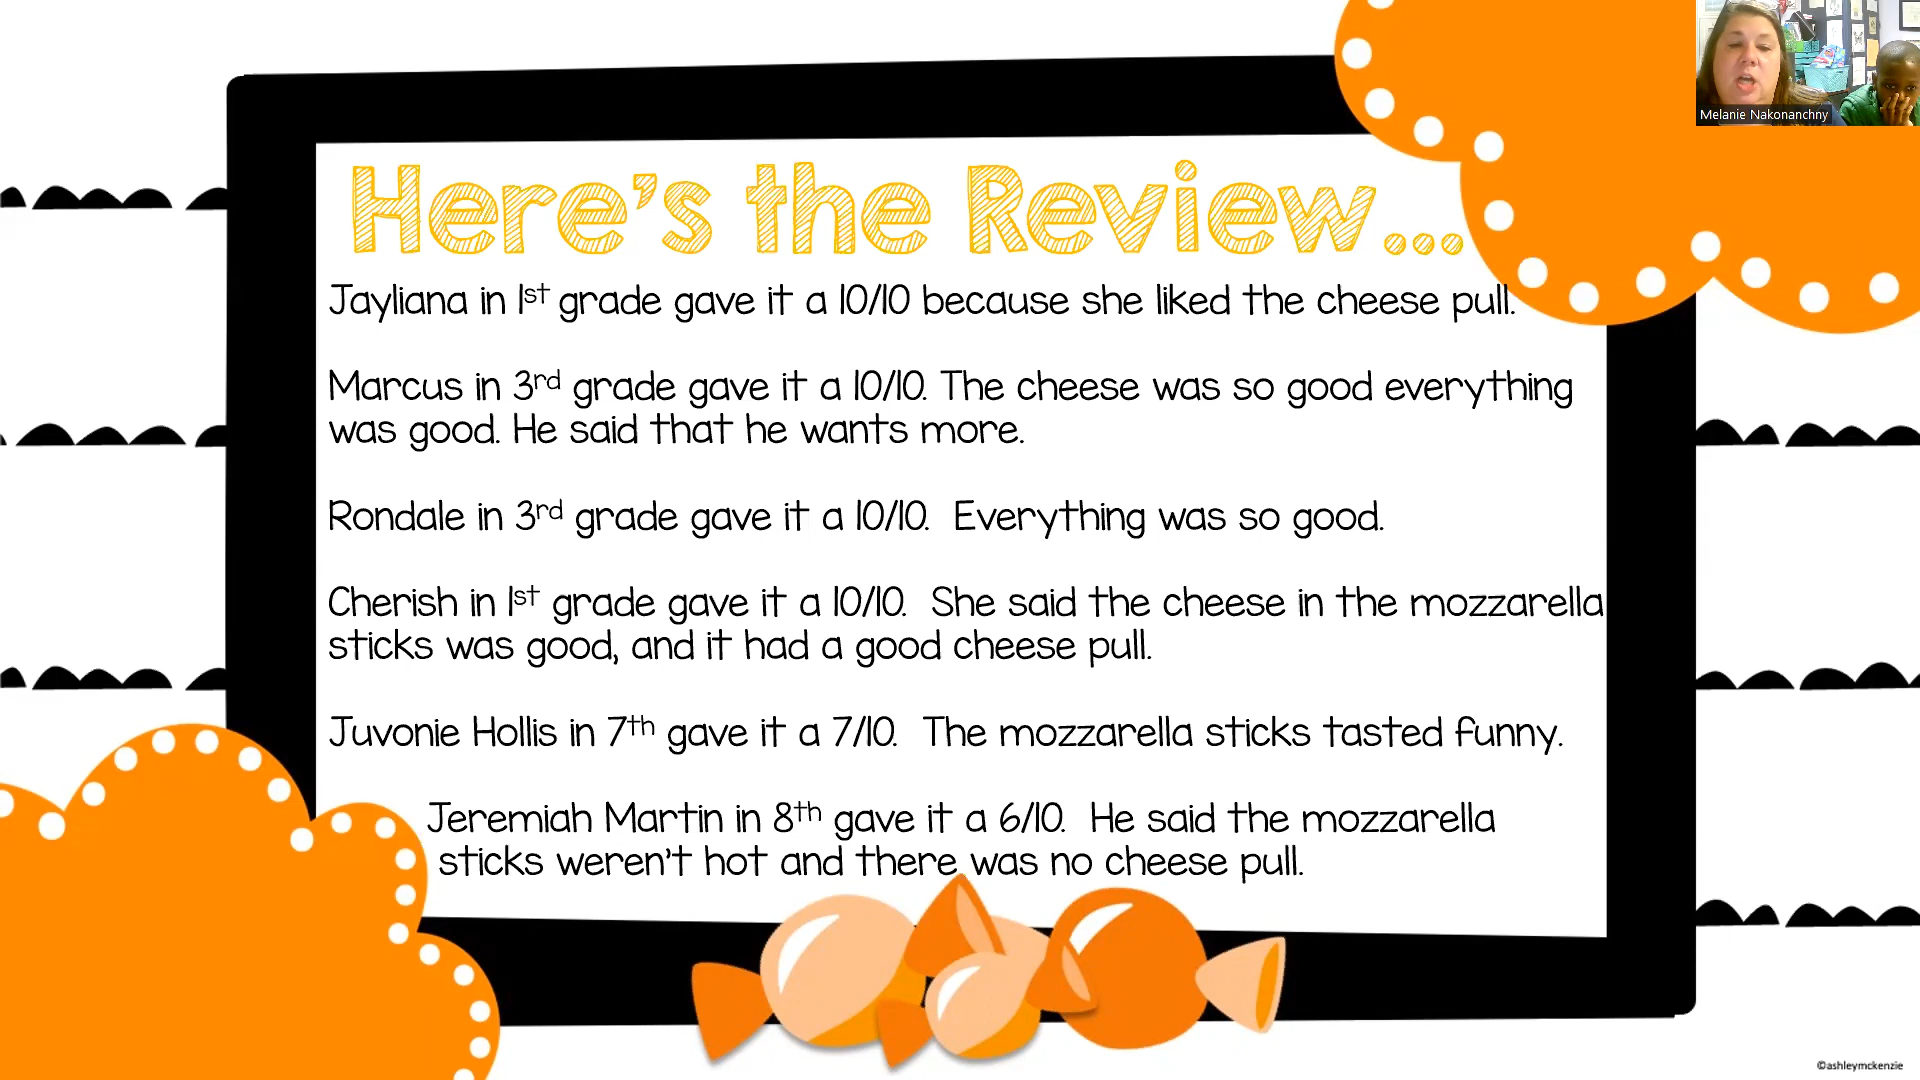 Melanie Nakonanchny
Here's the Review...
Jayliana in 1st grade gave it a 10/10 because she liked the cheese pull.
Marcus in 3rd grade gave it a 10/10. The cheese was so good everything
was good. He said that he wants more.
Rondale in 3rd grade gave it a 10/10. Everything was so good.
Cherish in 1st grade gave it a 10/10. She said the cheese in the mozzarella
sticks was good, and it had a good cheese pull.
Juvonie Hollis in 7th gave it a 7/10. The mozzarella sticks tasted funny.
Jeremiah Martin in 8th gave it a 6/10. He said the mozzarella
sticks weren't hot and there was no cheese pull.
©ashleymckenzie